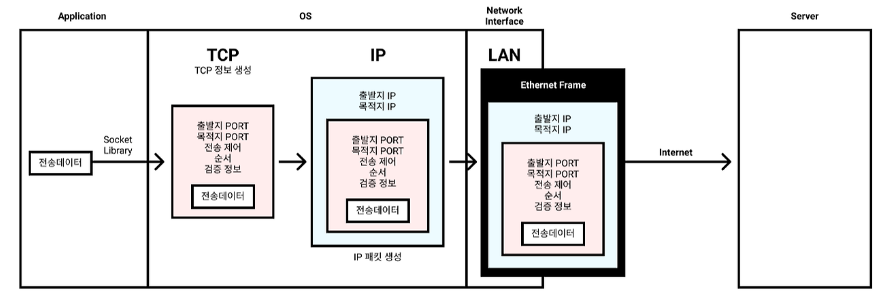 Application
OS
Network
Interface
Server
TCP
TCP 정보 생성
IP
LAN
Ethernet Frame
출발지 IP
목적지 IP
출발지 IP
목적지 IP
출발지 PORT
목적지 PORT
전송 제어
순서
검증 정보
전송데이터
출발지 PORT
목적지 PORT
전송 제어
순서
검증 정보
전송데이터
출발지 PORT
목적지 PORT
전송 제어
순서
검증 정보
전송데이터
전송데이터
Socket
Library
Internet
IP 패킷 생성